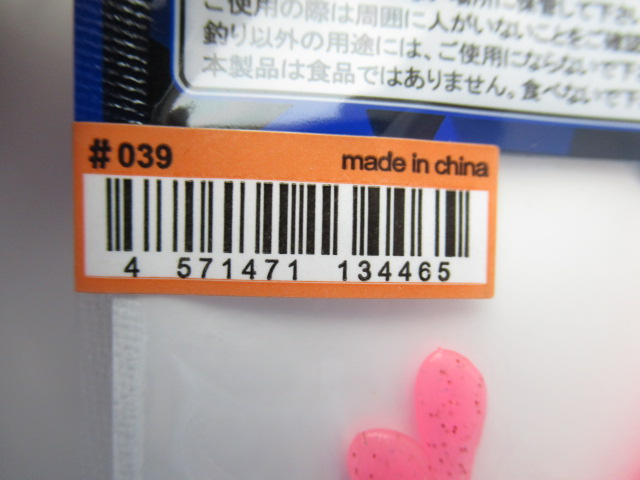 ご使用の際は周囲に人がいないことをご確認
釣り以外の用途には、ご使用にならないで下
本製品は食品ではありません。食べないで下
# 039
made in china
4 571471 134465